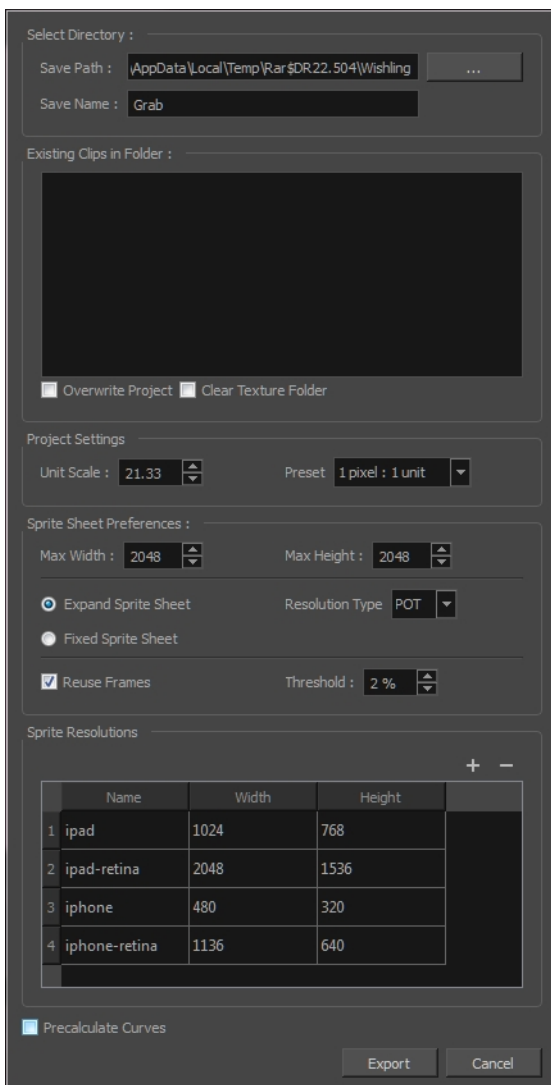 Select Directory :
Save Path : \AppData\Local\Temp\Rar$DR22.504\Wishling ...
Save Name : Grab
Existing Clips in Folder :
Overwrite Project Clear Texture Folder
Project Settings
Unit Scale : 21.33 Preset 1 pixel : 1 unit
Sprite Sheet Preferences :
Max Width : 2048 Max Height : 2048
Expand Sprite Sheet Resolution Type POT
Fixed Sprite Sheet
Reuse Frames Threshold : 2 %
Sprite Resolutions
+ −
Name Width Height
1 ipad 1024 768
2 ipad-retina 2048 1536
3 iphone 480 320
4 iphone-retina 1136 640
Precalculate Curves
Export Cancel